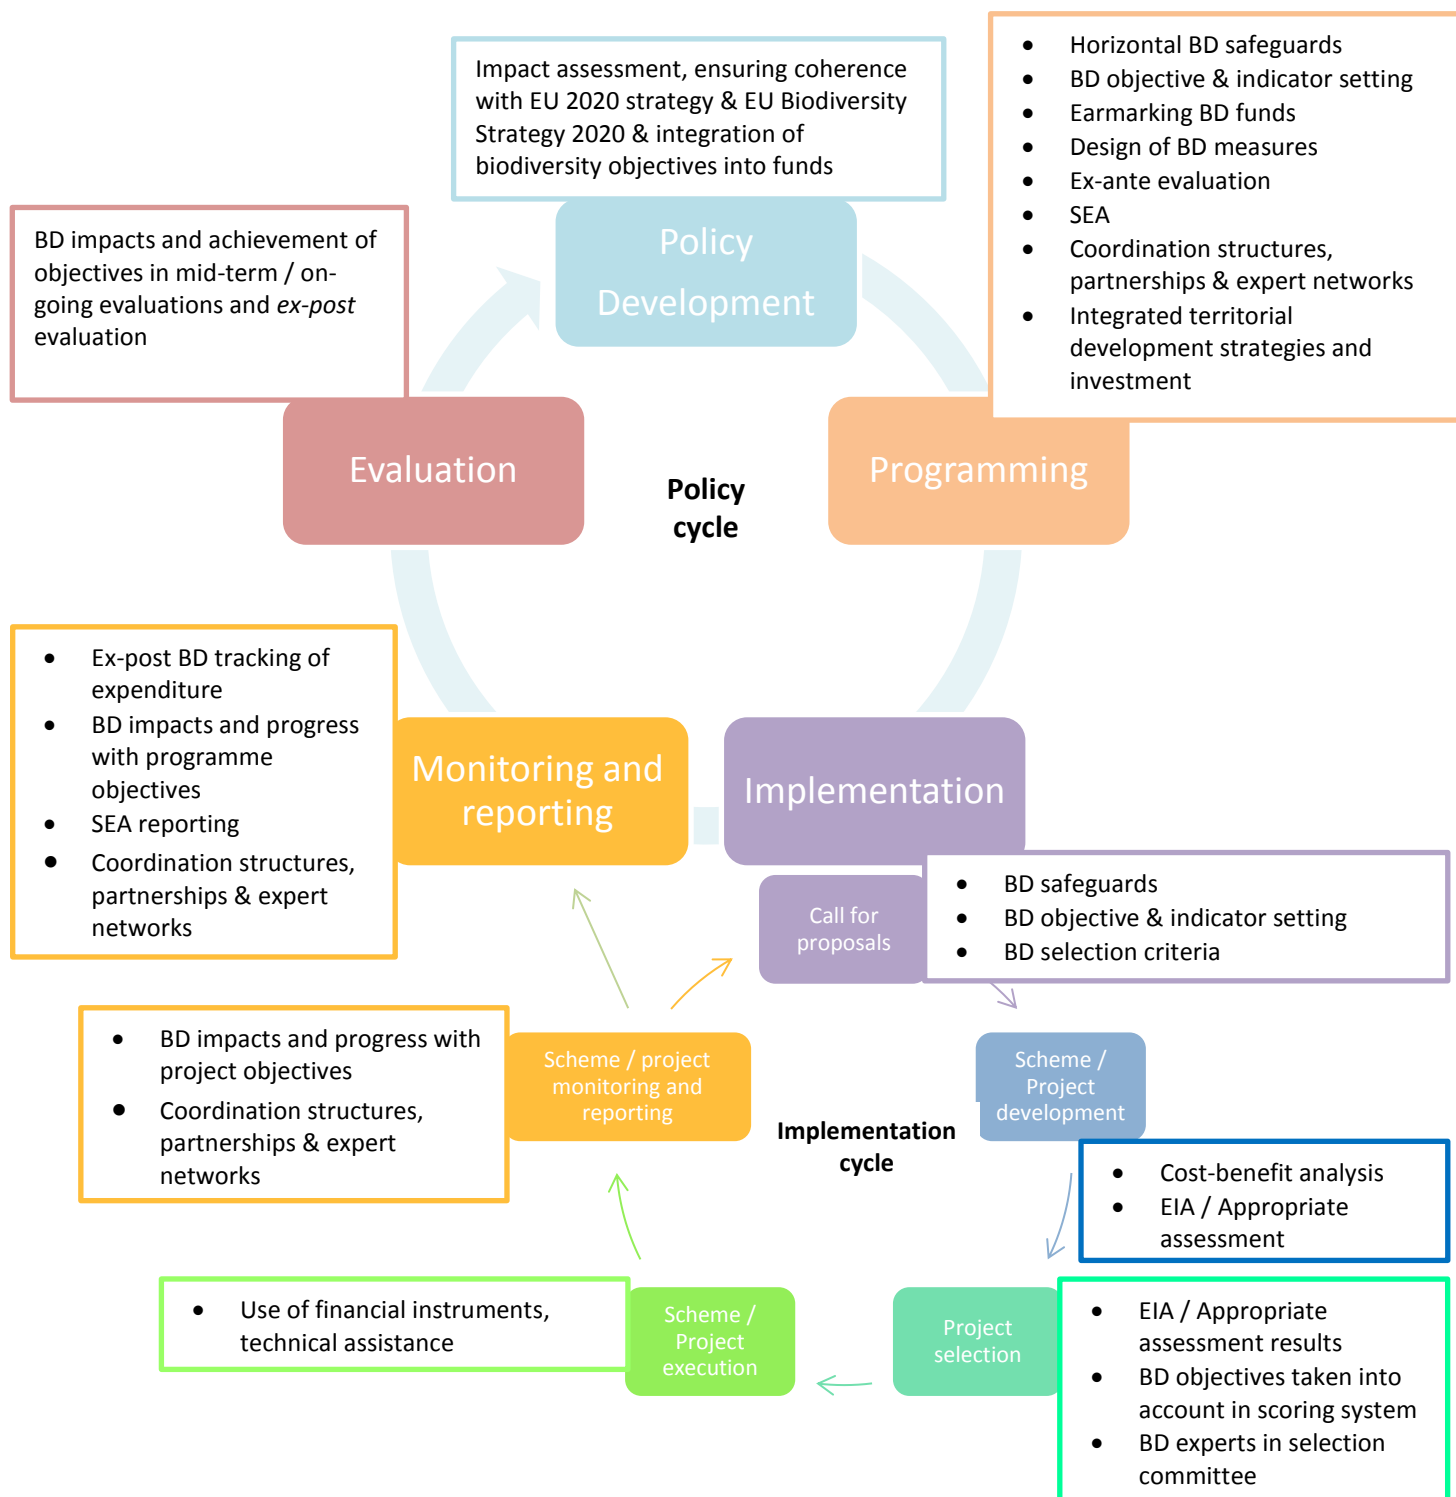 Impact assessment, ensuring coherence
with EU 2020 strategy & EU Biodiversity
Strategy 2020 & integration of
biodiversity objectives into funds
• Horizontal BD safeguards
• BD objective & indicator setting
• Earmarking BD funds
• Design of BD measures
• Ex-ante evaluation
• SEA
• Coordination structures,
partnerships & expert networks
• Integrated territorial
development strategies and
investment
BD impacts and achievement of
objectives in mid-term / on-
going evaluations and ex-post
evaluation
Policy
Development
Evaluation
Policy
cycle
Programming
• Ex-post BD tracking of
expenditure
• BD impacts and progress
with programme
objectives
• SEA reporting
• Coordination structures,
partnerships & expert
networks
Monitoring and
reporting
Implementation
Call for
proposals
• BD safeguards
• BD objective & indicator setting
• BD selection criteria
• BD impacts and progress with
project objectives
• Coordination structures,
partnerships & expert
networks
Scheme / project
monitoring and
reporting
Implementation
cycle
Scheme /
Project
development
• Cost-benefit analysis
• EIA / Appropriate
assessment
• Use of financial instruments,
technical assistance
Scheme /
Project
execution
Project
selection
• EIA / Appropriate
assessment results
• BD objectives taken into
account in scoring system
• BD experts in selection
committee